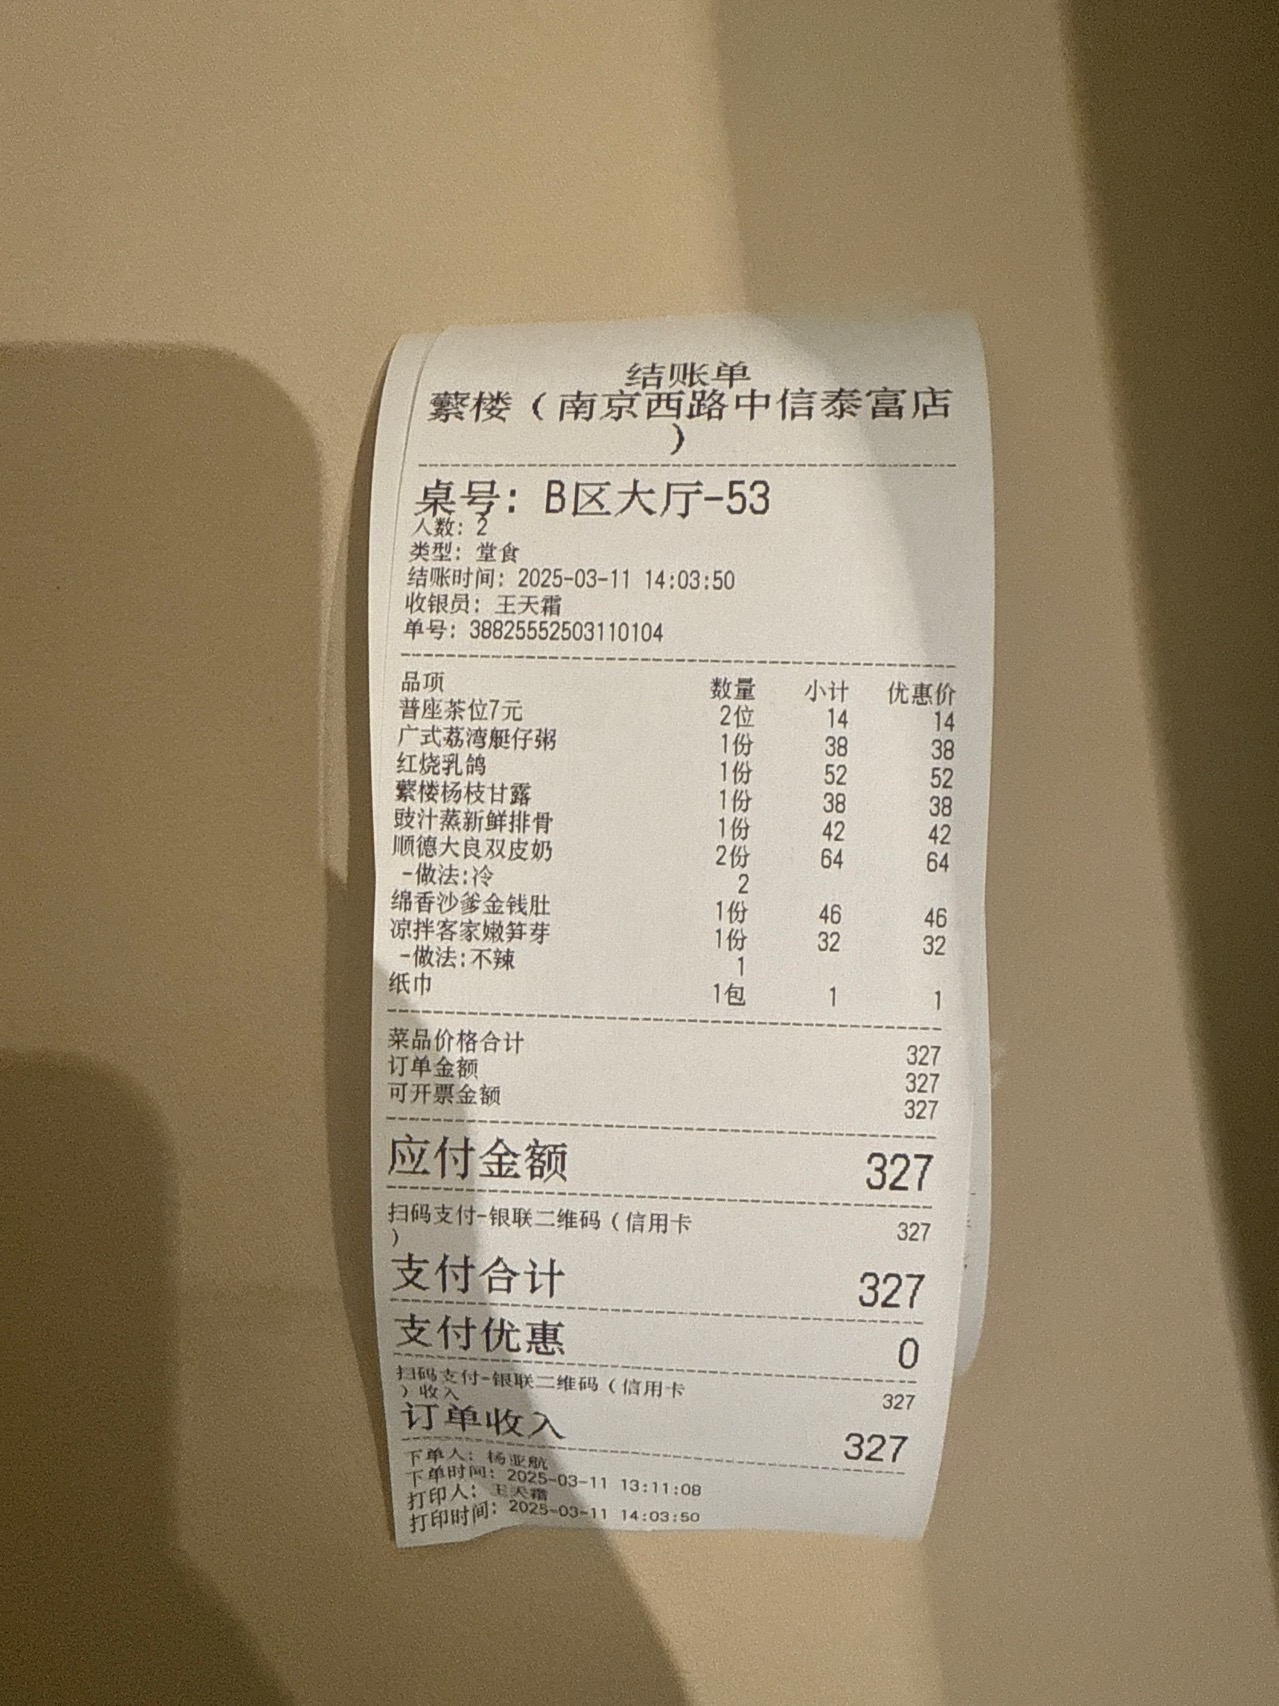 结账单
蘩楼（南京西路中信泰富店
）
桌号: B区大厅-53
人数: 2
类型: 堂食
结账时间: 2025-03-11 14:03:50
收银员: 王天霜
单号: 38825552503110104
品项 数量 小计 优惠价
普座茶位7元 2位 14 14
广式荔湾艇仔粥 1份 38 38
红烧乳鸽 1份 52 52
蘩楼杨枝甘露 1份 38 38
豉汁蒸新鲜排骨 1份 42 42
顺德大良双皮奶 2份 64 64
-做法:冷 2
绵香沙爹金钱肚 1份 46 46
凉拌客家嫩笋芽 1份 32 32
-做法:不辣 1
纸巾 1包 1 1
菜品价格合计 327
订单金额 327
可开票金额 327
应付金额 327
扫码支付-银联二维码（信用卡 327
）
支付合计 327
支付优惠 0
扫码支付-银联二维码（信用卡 327
）收入
订单收入 327
下单人: 杨亚航
下单时间: 2025-03-11 13:11:08
打印人: 王天霜
打印时间: 2025-03-11 14:03:50